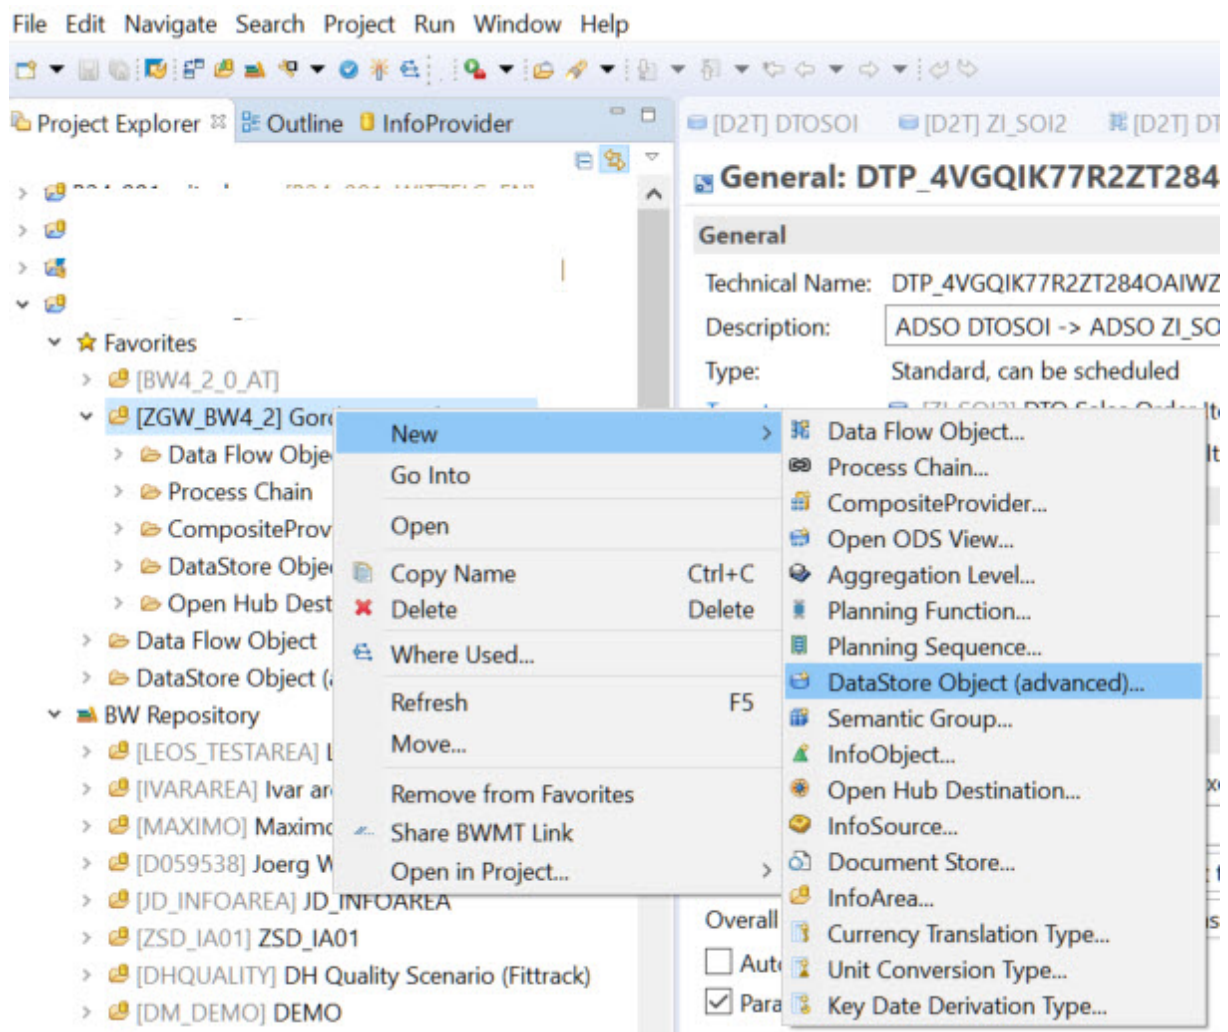 File Edit Navigate Search Project Run Window Help
Project Explorer
Outline
InfoProvider
[D2T] DTOSOI
[D2T] ZI_SOI2
[D2T]
General: DTP_4VGQIK77R2ZT284
General
Technical Name: DTP_4VGQIK77R2ZT284OAIWZ
Description: ADSO DTOSOI -> ADSO ZI_SO
Type: Standard, can be scheduled
Favorites
[BW4_2_0_AT]
[ZGW_BW4_2]
Data Flow Obje
Process Chain
CompositeProv
DataStore Obje
Open Hub Dest
Data Flow Object
DataStore Object (
BW Repository
[LEOS_TESTAREA]
[IVARAREA] Ivar ar
[MAXIMO] Maximo
[D059538] Joerg W
[JD_INFOAREA] JD_INFOAREA
[ZSD_IA01] ZSD_IA01
[DHQUALITY] DH Quality Scenario (Fittrack)
[DM_DEMO] DEMO
New
Go Into
Open
Copy Name Ctrl+C
Delete Delete
Where Used...
Refresh F5
Move...
Remove from Favorites
Share BWMT Link
Open in Project...
Data Flow Object...
Process Chain...
CompositeProvider...
Open ODS View...
Aggregation Level...
Planning Function...
Planning Sequence...
DataStore Object (advanced)...
Semantic Group...
InfoObject...
Open Hub Destination...
InfoSource...
Document Store...
InfoArea...
Currency Translation Type...
Unit Conversion Type...
Key Date Derivation Type...
Overall
Auto
Para